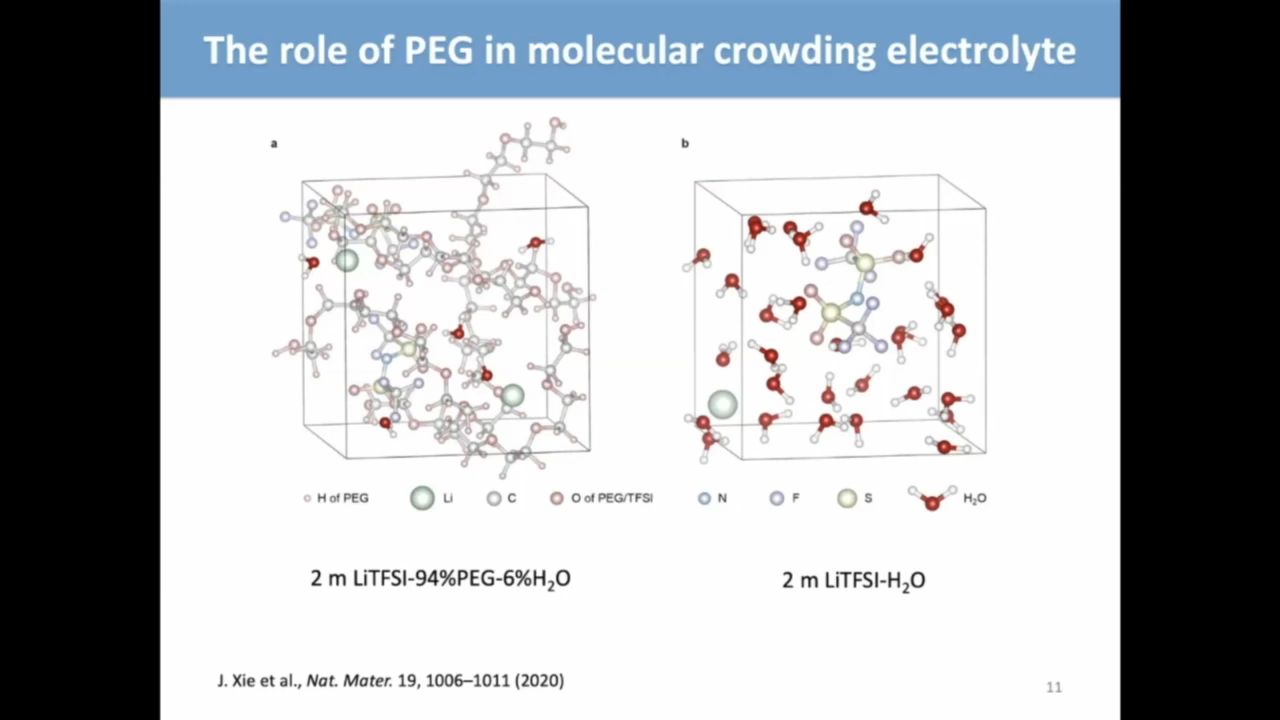 The role of PEG in molecular crowding electrolyte
a
b
H of PEG Li C O of PEG/TFSI N F S H₂O
2 m LiTFSI-94%PEG-6%H₂O
2 m LiTFSI-H₂O
J. Xie et al., Nat. Mater. 19, 1006–1011 (2020)
11